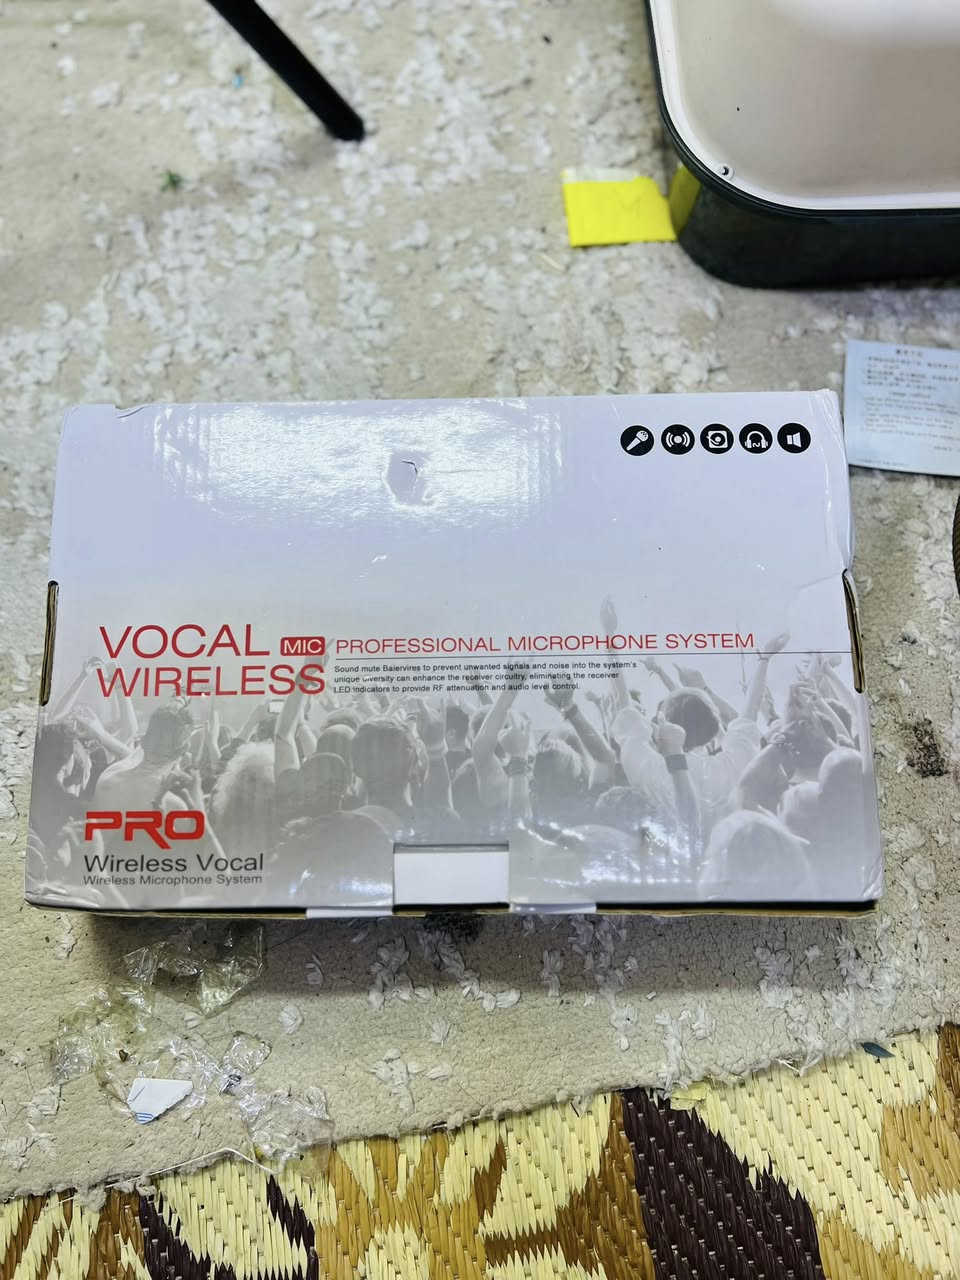 VOCAL MIC PROFESSIONAL MICROPHONE SYSTEM
WIRELESS
Sound mute Baiervires to prevent unwanted signals and noise into the system's
unique diversity can enhance the receiver circuitry, eliminating the receiver
LED indicators to provide RF attenuation and audio level control.
PRO
Wireless Vocal
Wireless Microphone System